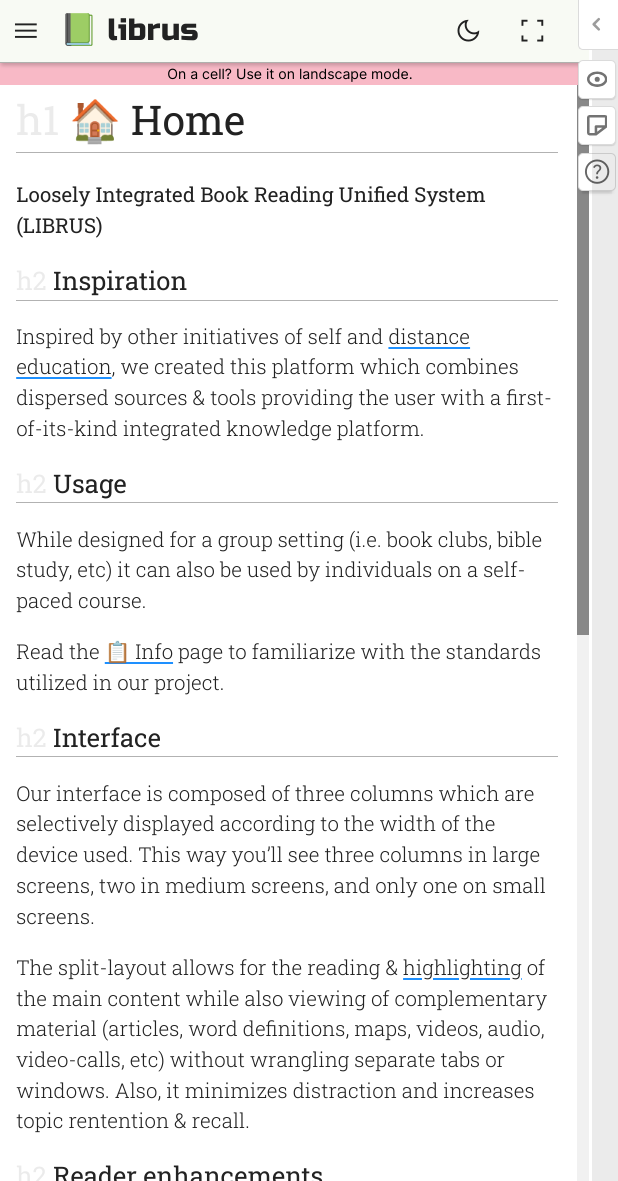 librus
On a cell? Use it on landscape mode.
h1 🏠 Home
Loosely Integrated Book Reading Unified System
(LIBRUS)
h2 Inspiration
Inspired by other initiatives of self and distance
education, we created this platform which combines
dispersed sources & tools providing the user with a first-
of-its-kind integrated knowledge platform.
h2 Usage
While designed for a group setting (i.e. book clubs, bible
study, etc) it can also be used by individuals on a self-
paced course.
Read the 📋 Info page to familiarize with the standards
utilized in our project.
h2 Interface
Our interface is composed of three columns which are
selectively displayed according to the width of the
device used. This way you’ll see three columns in large
screens, two in medium screens, and only one on small
screens.
The split-layout allows for the reading & highlighting of
the main content while also viewing of complementary
material (articles, word definitions, maps, videos, audio,
video-calls, etc) without wrangling separate tabs or
windows. Also, it minimizes distraction and increases
topic rentention & recall.
h2 Reader enhancements